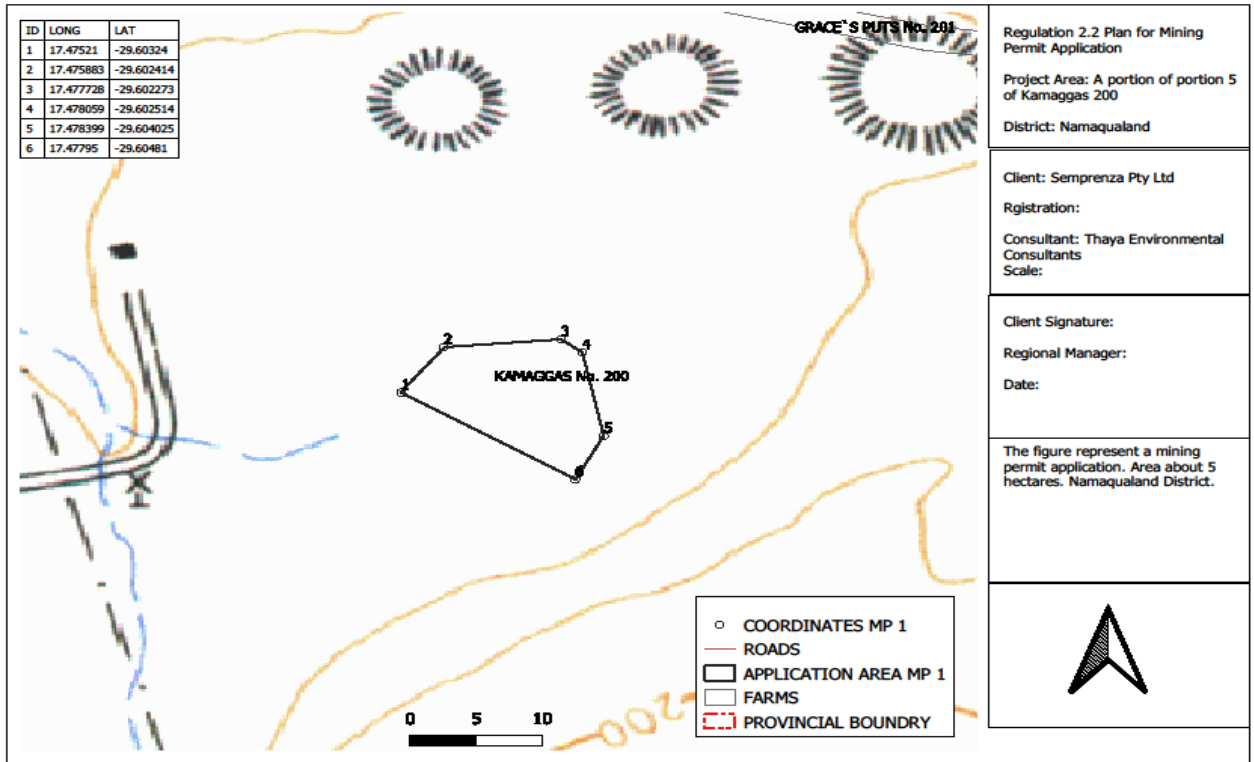 ID LONG LAT
1 17.47521 -29.60324
2 17.475883 -29.602414
3 17.477728 -29.602273
4 17.478059 -29.602514
5 17.478399 -29.604025
6 17.47795 -29.60481
GRACE`S PUTS No. 201
2
3
4
KAMAGGAS No. 200
1
5
6
200
0 5 10
COORDINATES MP 1
ROADS
APPLICATION AREA MP 1
FARMS
PROVINCIAL BOUNDRY
Regulation 2.2 Plan for Mining
Permit Application
Project Area: A portion of portion 5
of Kamaggas 200
District: Namaqualand
Client: Semprenza Pty Ltd
Rgistration:
Consultant: Thaya Environmental
Consultants
Scale:
Client Signature:
Regional Manager:
Date:
The figure represent a mining
permit application. Area about 5
hectares. Namaqualand District.